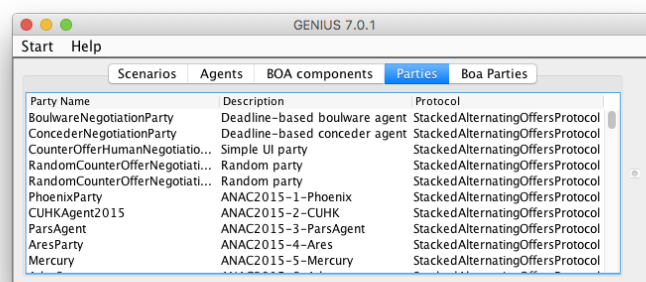 GENIUS 7.0.1
Start Help
Scenarios Agents BOA components Parties Boa Parties
Party Name Description Protocol
BoulwareNegotiationParty Deadline-based boulware agent StackedAlternatingOffersProtocol
ConcederNegotiationParty Deadline-based conceder agent StackedAlternatingOffersProtocol
CounterOfferHumanNegotiatio... Simple UI party StackedAlternatingOffersProtocol
RandomCounterOfferNegotiati... Random party StackedAlternatingOffersProtocol
RandomCounterOfferNegotiati... Random party StackedAlternatingOffersProtocol
PhoenixParty ANAC2015-1-Phoenix StackedAlternatingOffersProtocol
CUHKAgent2015 ANAC2015-2-CUHK StackedAlternatingOffersProtocol
ParsAgent ANAC2015-3-ParsAgent StackedAlternatingOffersProtocol
AresParty ANAC2015-4-Ares StackedAlternatingOffersProtocol
Mercury ANAC2015-5-Mercury StackedAlternatingOffersProtocol